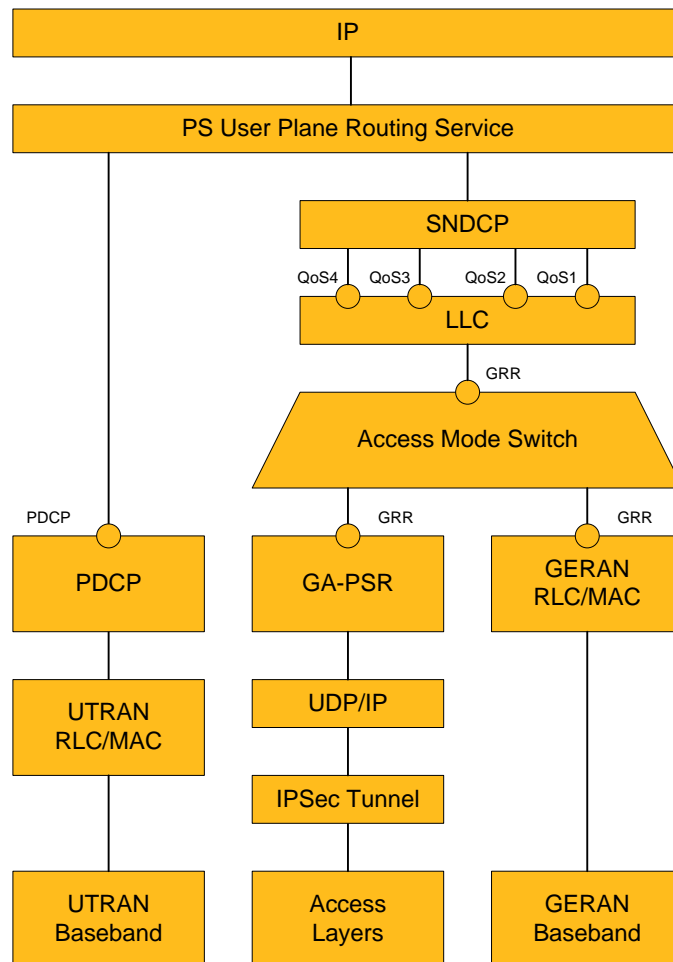 IP
PS User Plane Routing Service
SNDCP
QoS4 QoS3 QoS2 QoS1
LLC
GRR
Access Mode Switch
PDCP GRR GRR
PDCP
GA-PSR
GERAN
RLC/MAC
UTRAN
RLC/MAC
UDP/IP
IPSec Tunnel
UTRAN
Baseband
Access
Layers
GERAN
Baseband